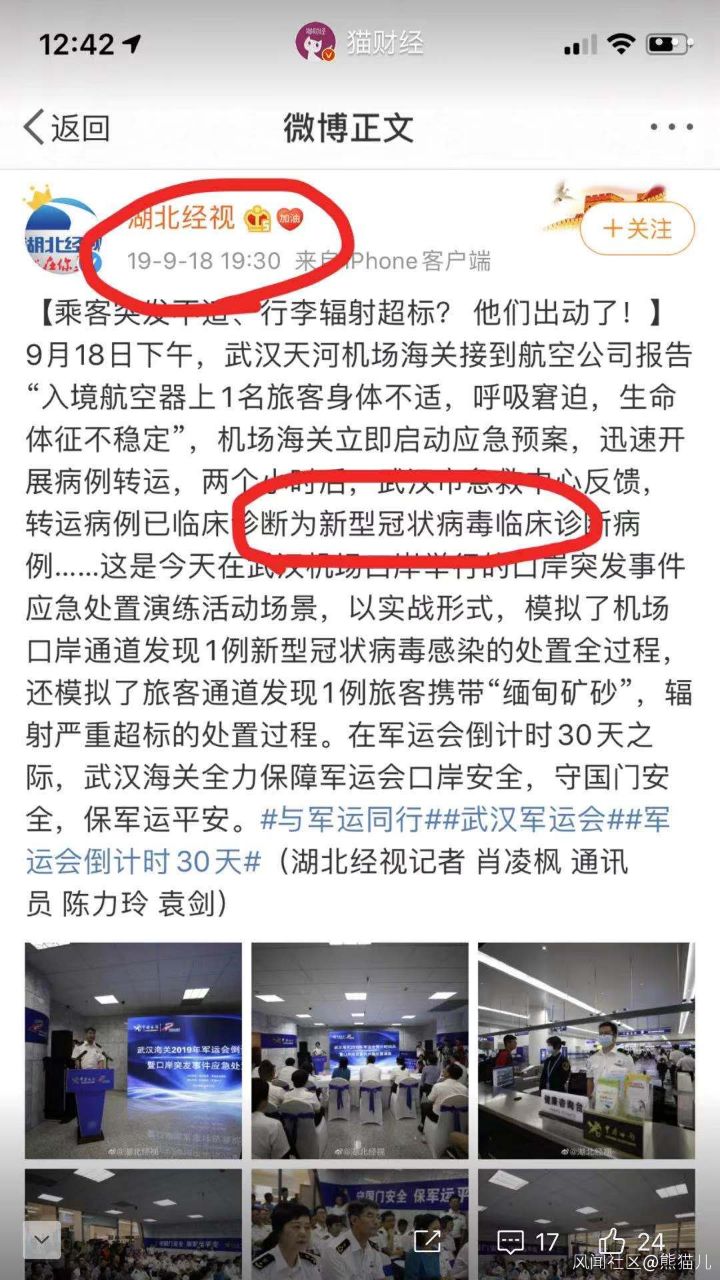 12:42
猫财经
返回
微博正文
湖北经视
加油
19-9-18 19:30 来自iPhone客户端
+关注
【乘客突发不适、行李辐射超标？ 他们出动了！】
9月18日下午，武汉天河机场海关接到航空公司报告
“入境航空器上1名旅客身体不适，呼吸窘迫，生命
体征不稳定”，机场海关立即启动应急预案，迅速开
展病例转运，两个小时后，武汉市急救中心反馈，
转运病例已临床诊断为新型冠状病毒临床诊断病
例……这是今天在武汉机场口岸举行的口岸突发事件
应急处置演练活动场景，以实战形式，模拟了机场
口岸通道发现1例新型冠状病毒感染的处置全过程，
还模拟了旅客通道发现1例旅客携带“缅甸矿砂”，辐
射严重超标的处置过程。在军运会倒计时30天之
际，武汉海关全力保障军运会口岸安全，守国门安
全，保军运平安。#与军运同行##武汉军运会##军
运会倒计时30天#（湖北经视记者 肖凌枫 通讯
员 陈力玲 袁剑）
武汉海关2019年军运会倒
暨口岸突发事件应急处
@湖北经视
@湖北经视
健康咨询台
@湖北经视
守国门安全 保军运平
17
24
风闻社区@熊猫儿